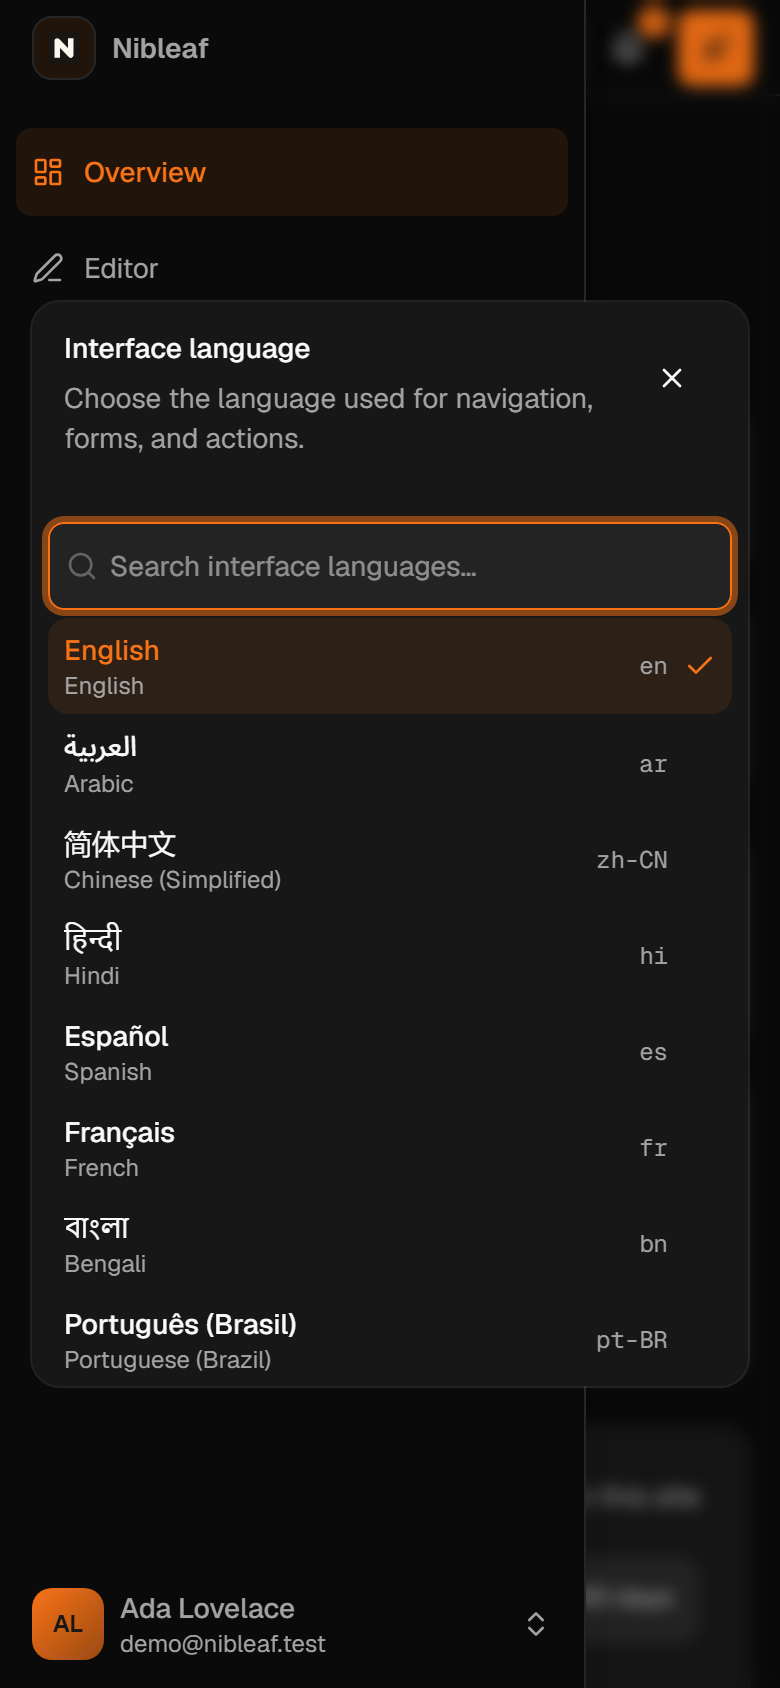 N Nibleaf
Overview
Editor
Interface language
Choose the language used for navigation,
forms, and actions.
Search interface languages...
English
English
en
العربية
Arabic
ar
简体中文
Chinese (Simplified)
zh-CN
हिन्दी
Hindi
hi
Español
Spanish
es
Français
French
fr
বাংলা
Bengali
bn
Português (Brasil)
Portuguese (Brazil)
pt-BR
AL
Ada Lovelace
demo@nibleaf.test